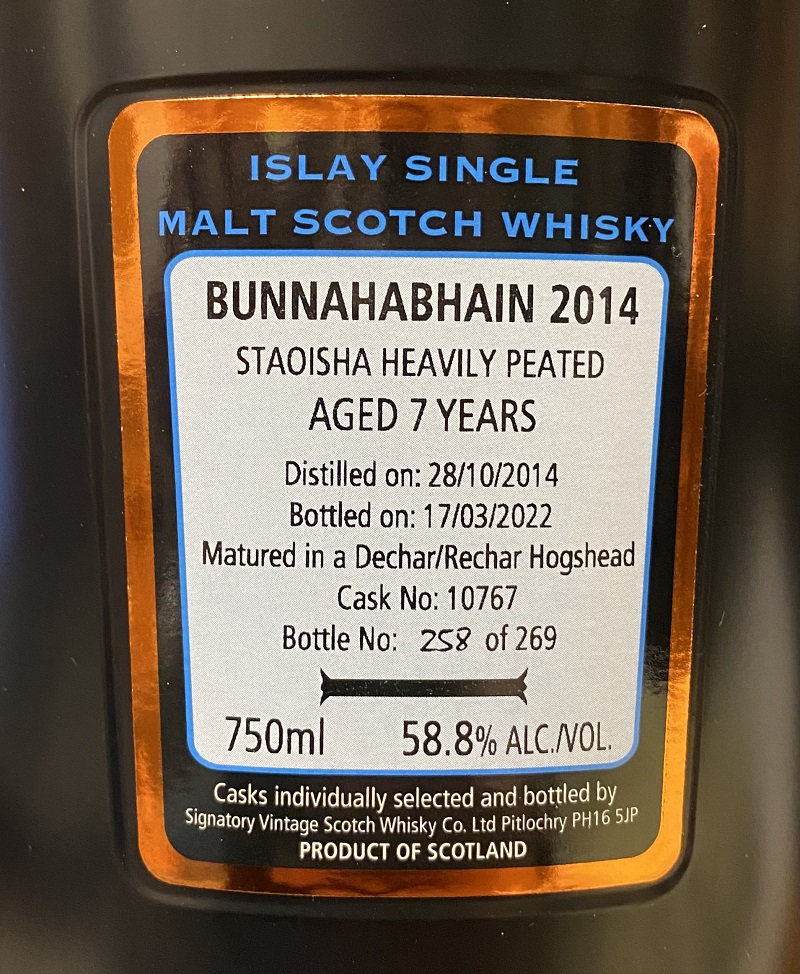 ISLAY SINGLE
MALT SCOTCH WHISKY
BUNNAHABHAIN 2014
STAOISHA HEAVILY PEATED
AGED 7 YEARS
Distilled on: 28/10/2014
Bottled on: 17/03/2022
Matured in a Dechar/Rechar Hogshead
Cask No: 10767
Bottle No: 258 of 269
750ml 58.8% ALC./VOL.
Casks individually selected and bottled by
Signatory Vintage Scotch Whisky Co. Ltd Pitlochry PH16 5JP
PRODUCT OF SCOTLAND